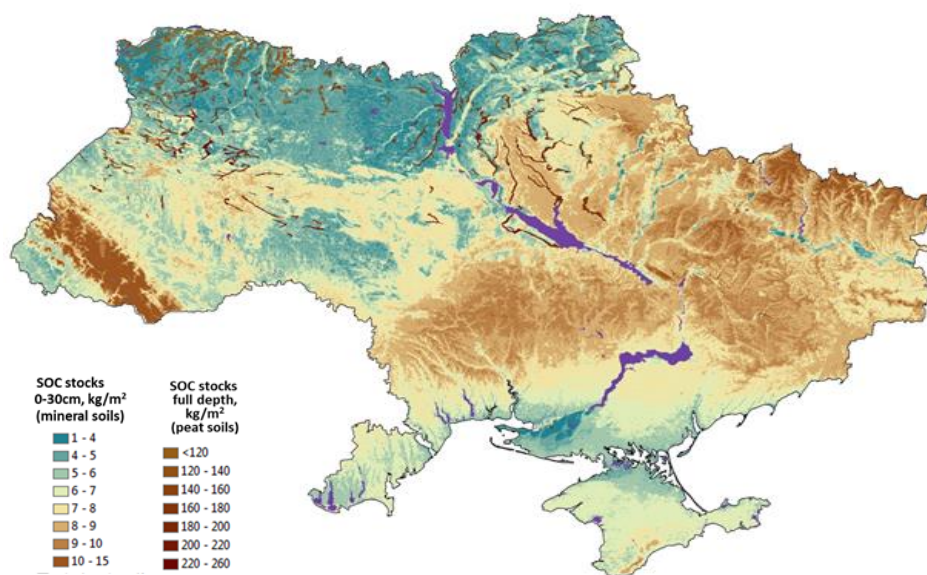 SOC stocks
0-30cm, kg/m²
(mineral soils)
1 - 4
4 - 5
5 - 6
6 - 7
7 - 8
8 - 9
9 - 10
10 - 15
SOC stocks
full depth,
kg/m²
(peat soils)
<120
120 - 140
140 - 160
160 - 180
180 - 200
200 - 220
220 - 260